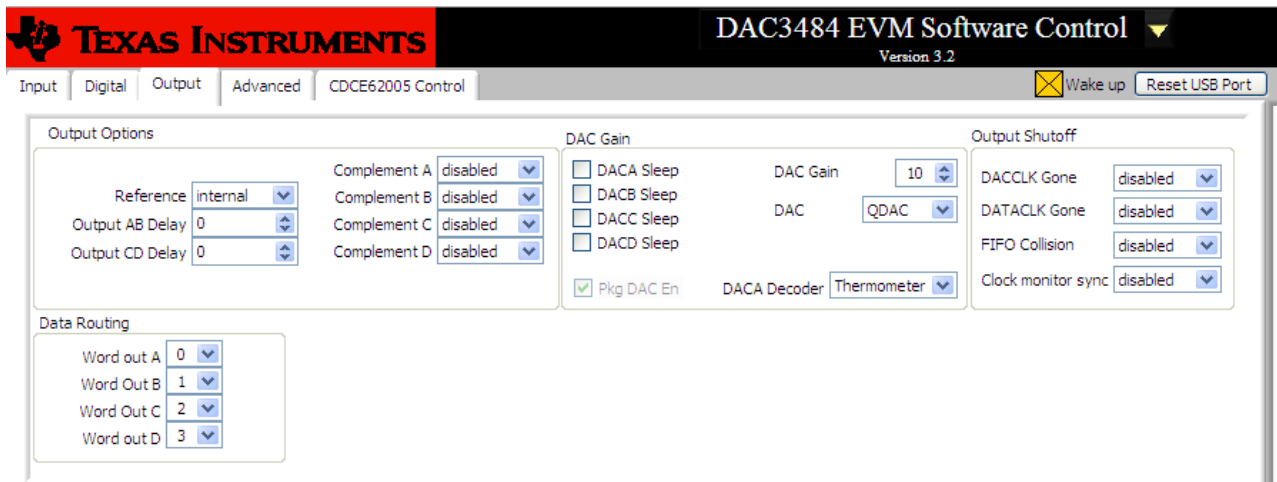 TEXAS INSTRUMENTS
DAC3484 EVM Software Control
Version 3.2
Input Digital Output Advanced CDCE62005 Control
Wake up Reset USB Port
Output Options
Reference internal
Output AB Delay 0
Output CD Delay 0
Complement A disabled
Complement B disabled
Complement C disabled
Complement D disabled
DAC Gain
DACA Sleep
DACB Sleep
DACC Sleep
DACD Sleep
Pkg DAC En
DAC Gain 10
DAC QDAC
DACA Decoder Thermometer
Output Shutoff
DACCLK Gone disabled
DATACLK Gone disabled
FIFO Collision disabled
Clock monitor sync disabled
Data Routing
Word out A 0
Word Out B 1
Word Out C 2
Word out D 3